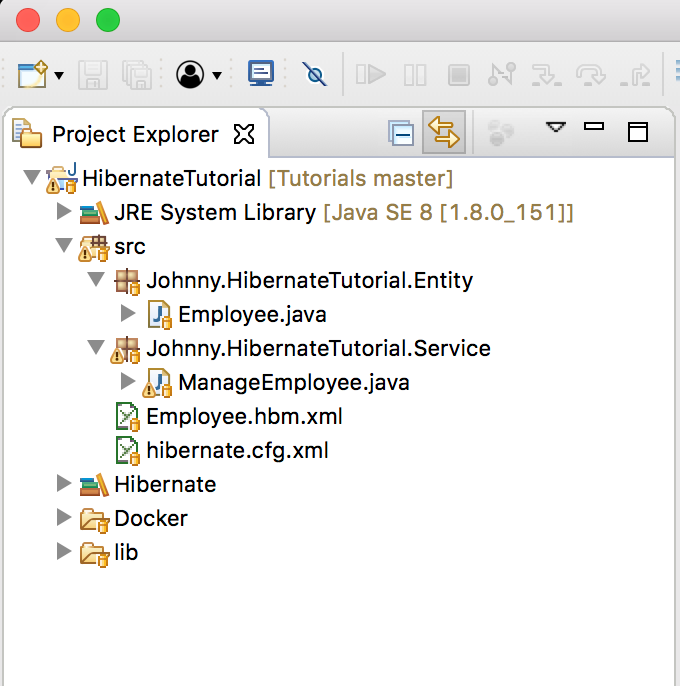 Project Explorer
HibernateTutorial [Tutorials master]
JRE System Library [Java SE 8 [1.8.0_151]]
src
Johnny.HibernateTutorial.Entity
Employee.java
Johnny.HibernateTutorial.Service
ManageEmployee.java
Employee.hbm.xml
hibernate.cfg.xml
Hibernate
Docker
lib